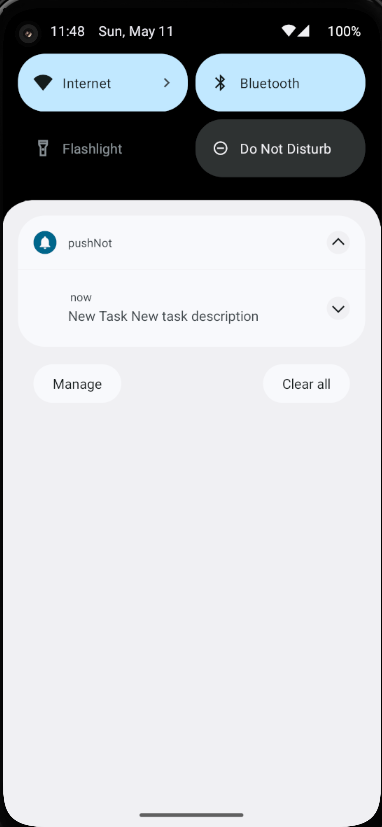 11:48 Sun, May 11 100%
Internet Bluetooth
Flashlight Do Not Disturb
pushNot
now
New Task New task description
Manage Clear all